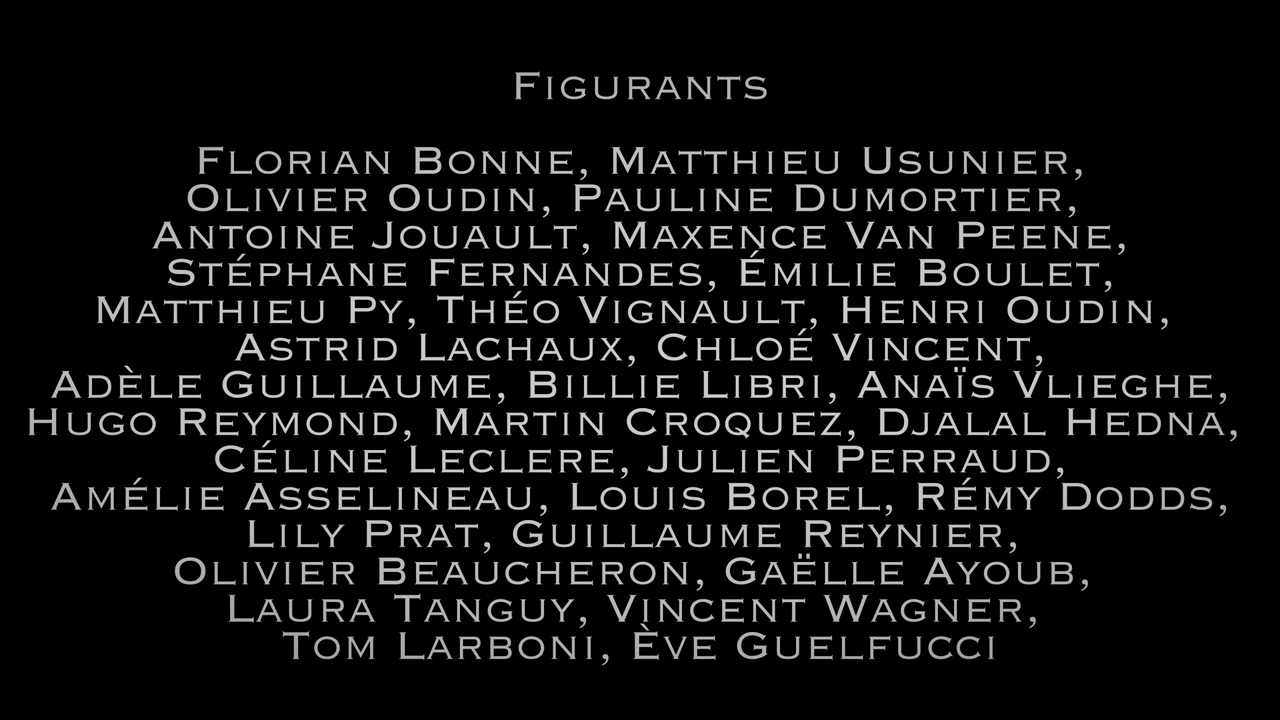 Figurants
Florian Bonne, Matthieu Usunier,
Olivier Oudin, Pauline Dumortier,
Antoine Jouault, Maxence Van Peene,
Stéphane Fernandes, Émilie Boulet,
Matthieu Py, Théo Vignault, Henri Oudin,
Astrid Lachaux, Chloé Vincent,
Adèle Guillaume, Billie Libri, Anaïs Vlieghe,
Hugo Reymond, Martin Croquez, Djalal Hedna,
Céline Leclere, Julien Perraud,
Amélie Asselineau, Louis Borel, Rémy Dodds,
Lily Prat, Guillaume Reynier,
Olivier Beaucheron, Gaëlle Ayoub,
Laura Tanguy, Vincent Wagner,
Tom Larboni, Ève Guelfucci